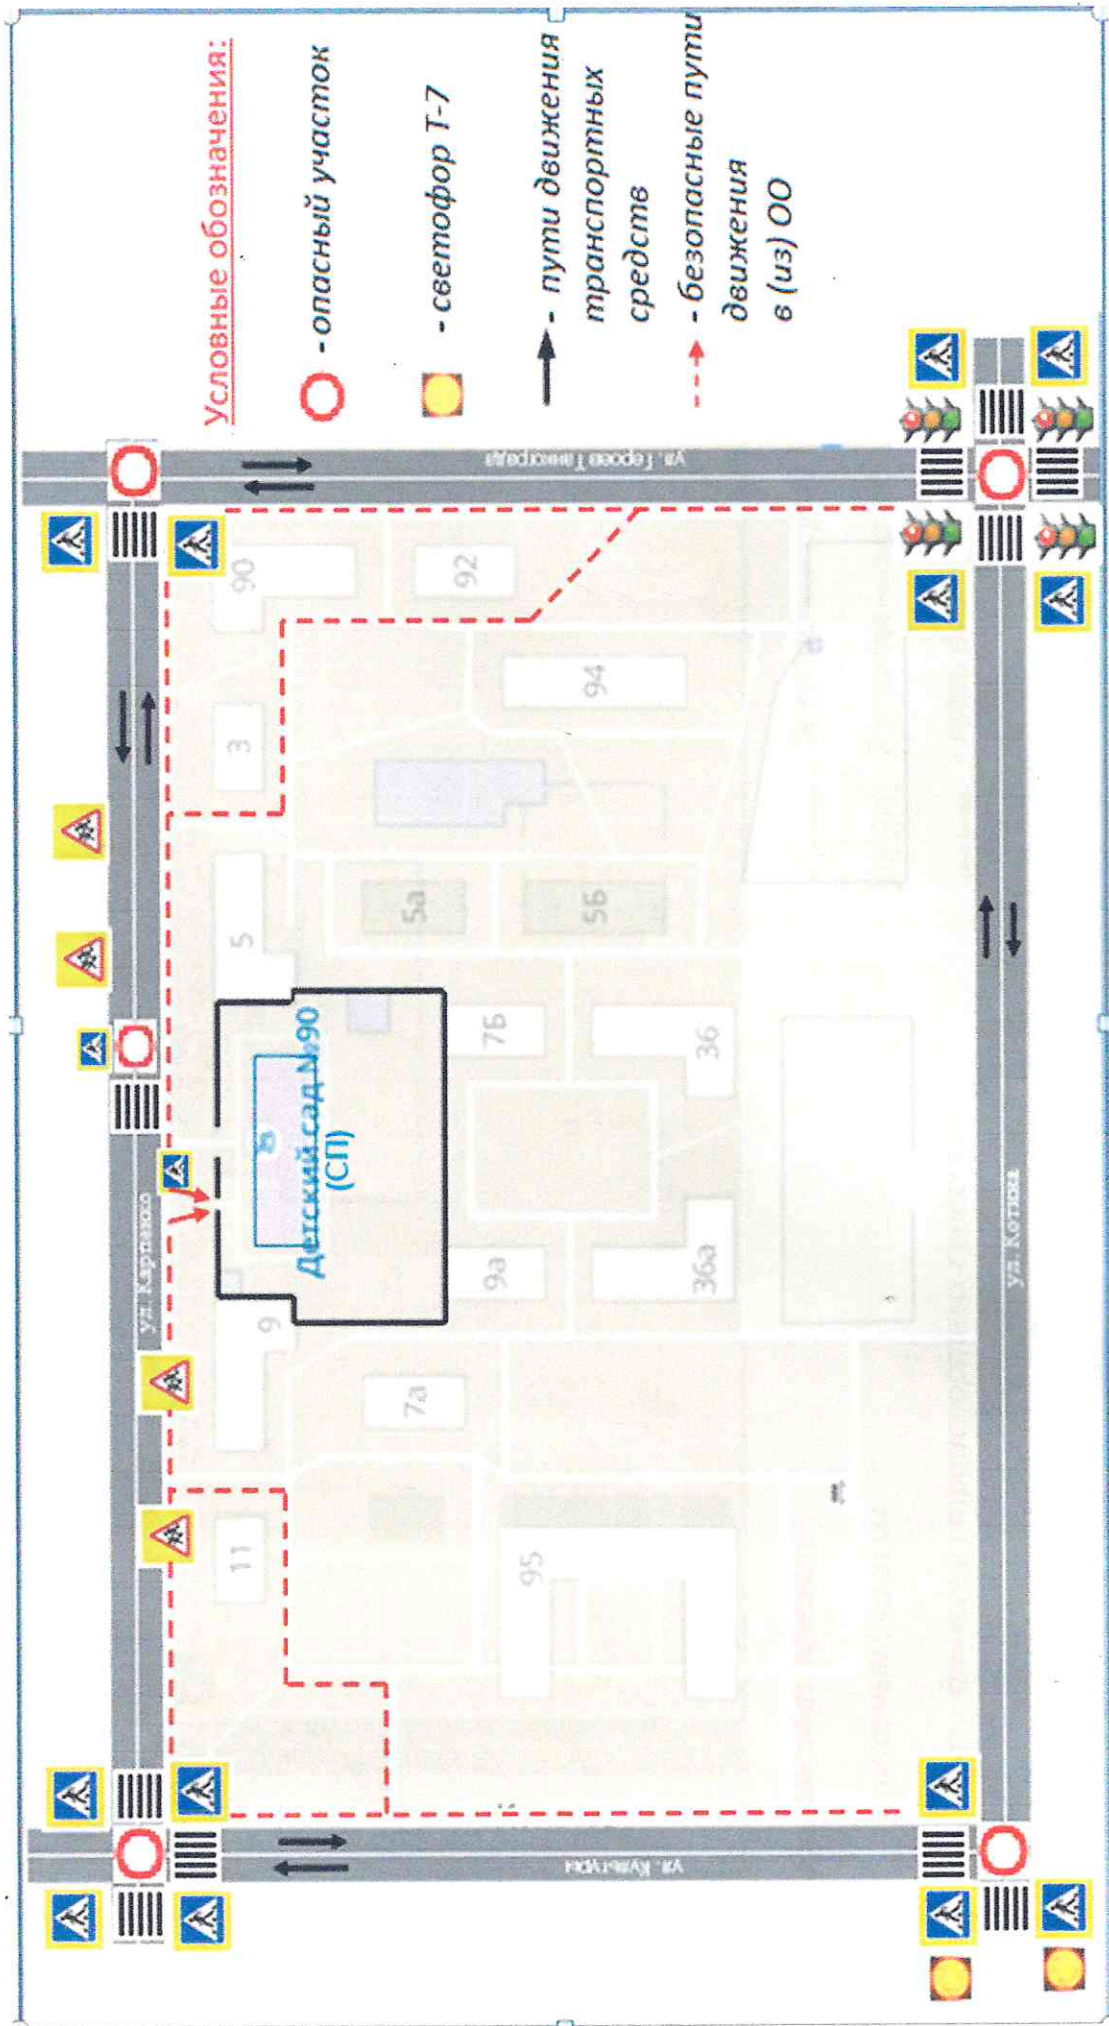 Условные обозначения:
- опасный участок
- светофор Т-7
- пути движения
транспортных
средств
- безопасные пути
движения
в (из) ОО
ул. Карпенко
ул. Героев Танкограда
ул. Культуры
ул. Котина
11
9
5
3
90
Детский сад №90
(СП)
7а
5а
92
95
9а
7Б
5Б
94
36а
36